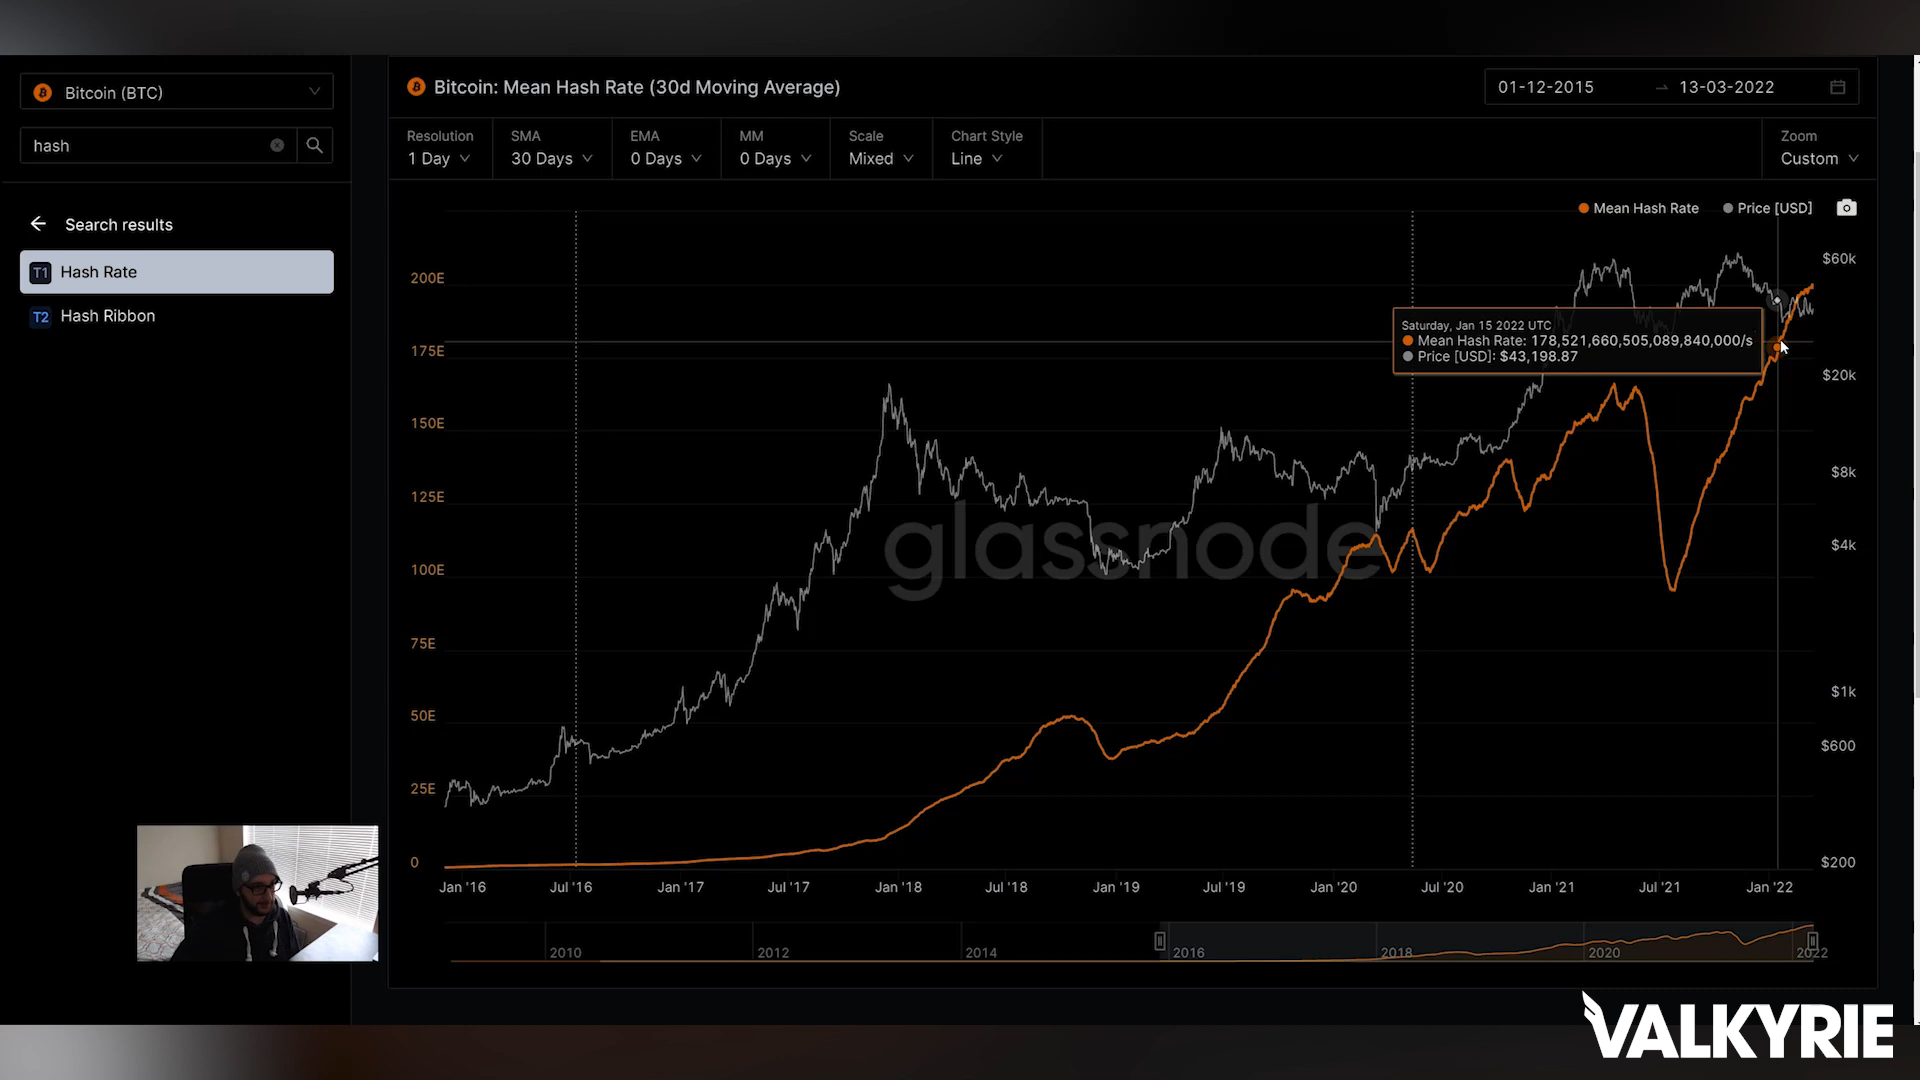 Bitcoin (BTC)
hash
Search results
T1 Hash Rate
T2 Hash Ribbon
Bitcoin: Mean Hash Rate (30d Moving Average)
01-12-2015 → 13-03-2022
Resolution
1 Day
SMA
30 Days
EMA
0 Days
MM
0 Days
Scale
Mixed
Chart Style
Line
Zoom
Custom
Mean Hash Rate Price [USD]
200E
175E
150E
125E
100E
75E
50E
25E
0
$60k
$20k
$8k
$4k
$1k
$600
$200
Saturday, Jan 15 2022 UTC
Mean Hash Rate: 178,521,660,505,089,840,000/s
Price [USD]: $43,198.87
glassnode
Jan '16 Jul '16 Jan '17 Jul '17 Jan '18 Jul '18 Jan '19 Jul '19 Jan '20 Jul '20 Jan '21 Jul '21 Jan '22
2010 2012 2014 2016 2018 2020 2022
VALKYRIE